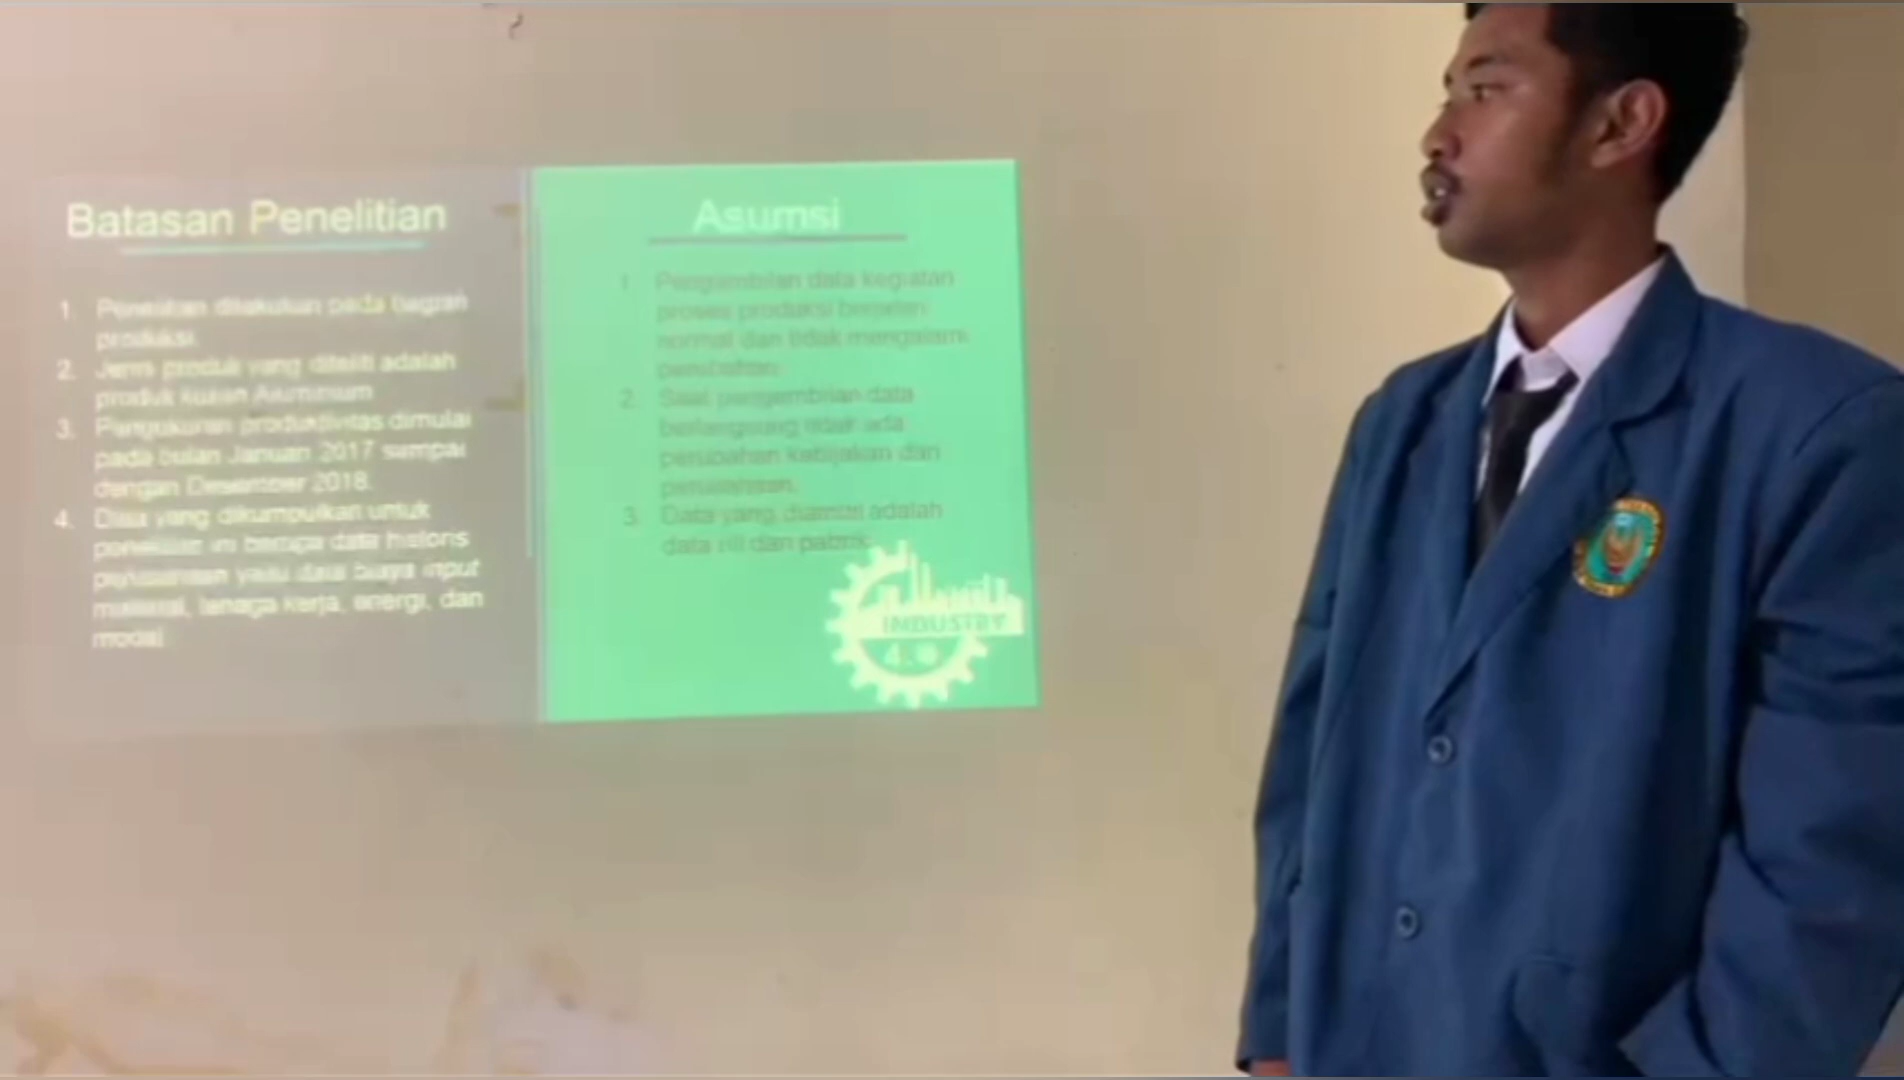 Batasan Penelitian
1. Penelitian dilakukan pada bagian
produksi.
2. Jenis produk yang diteliti adalah
produk Aluminium
3. Pengukuran produktivitas dimulai
pada bulan Januari 2017 sampai
dengan Desember 2018.
4. Data yang dikumpulkan untuk
penelitian ini berupa data historis
perusahaan yaitu data biaya input
material, tenaga kerja, energi, dan
modal
Asumsi
1. Pengambilan data kegiatan
proses produksi berjalan
normal dan tidak mengalami
perubahan.
2. Saat pengambilan data
berlangsung tidak ada
perubahan kebijakan dari
perusahaan.
3. Data yang diamati adalah
data riil dari pabrik
INDUSTRY
4.0